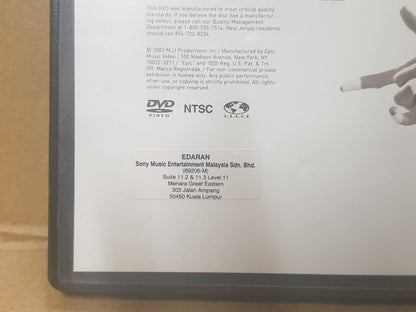 This DVD was manufactured to meet critical quality
standards. If you believe the disc has a manufactur-
ing defect, please call our Quality Management
Department at 1-800-255-7514. New Jersey residents
should call 856-722-8224.
© 2003 MJJ Productions Inc./ Manufactured by Epic
Music Video / 550 Madison Avenue, New York, NY
10022-3211 / "Epic" and Reg. U.S. Pat. & Tm.
Off. Marca Registrada. / For non-commercial private
exhibition in homes only. Any public performance,
other use, or copying is strictly prohibited. All rights
under copyright reserved.
DVD VIDEO NTSC
EDARAN
Sony Music Entertainment Malaysia Sdn. Bhd.
(69206-M)
Suite 11.2 & 11.3 Level 11
Menara Great Eastern
303 Jalan Ampang
50450 Kuala Lumpur